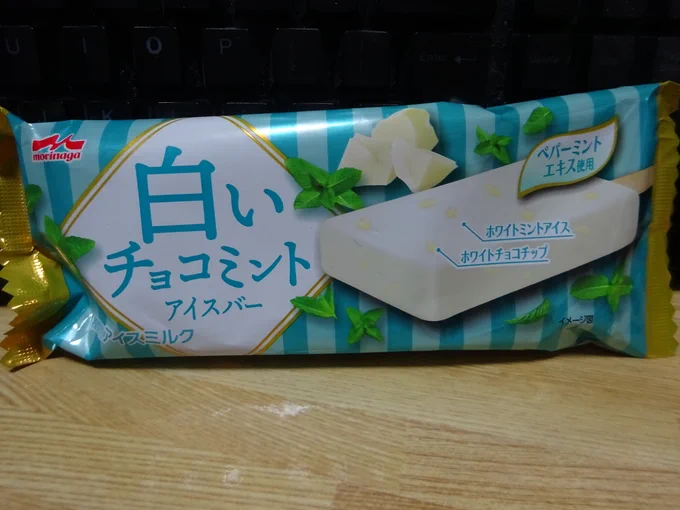 U I O P
morinaga
白い
チョコミント
アイスバー
アイスミルク
ペパーミント
エキス使用
ホワイトミントアイス
ホワイトチョコチップ
イメージ図